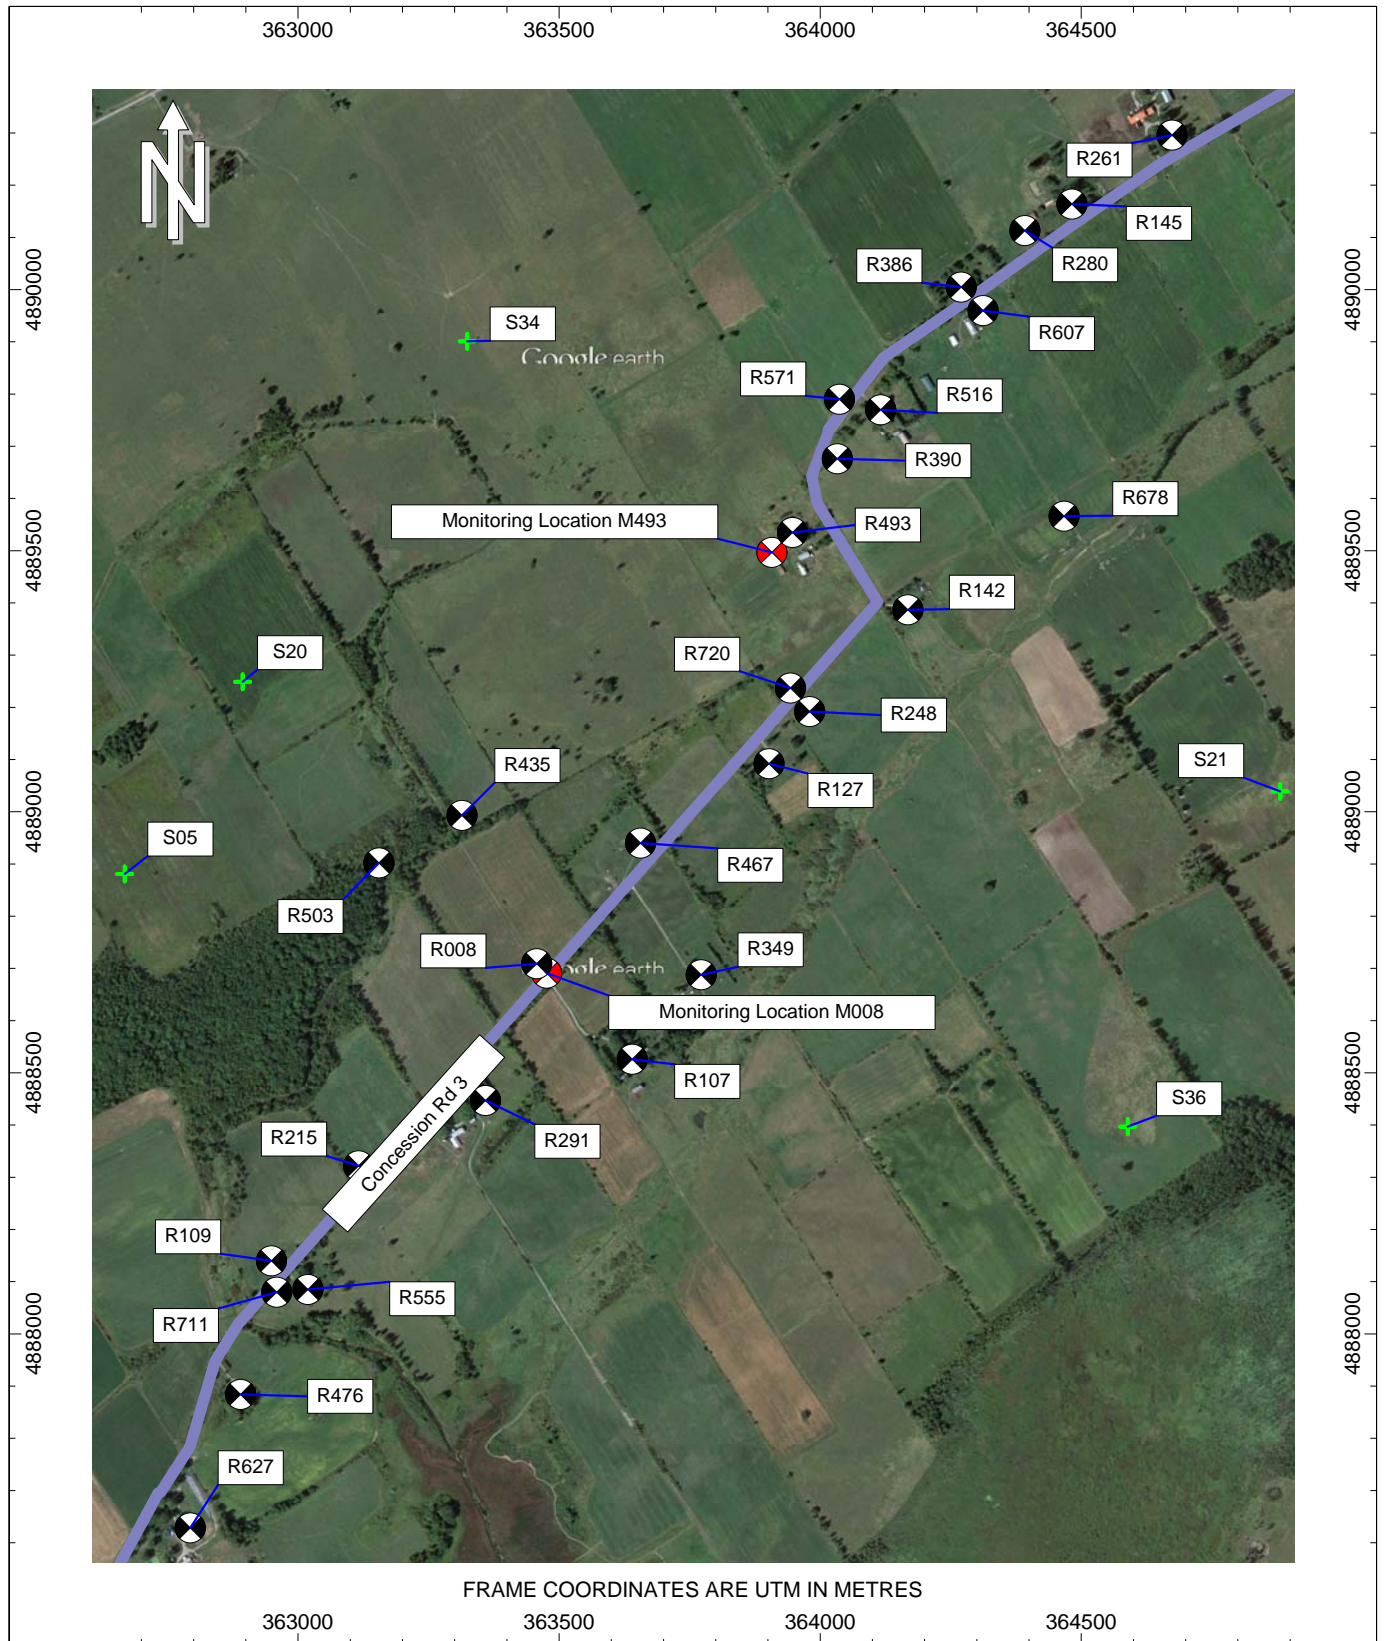 363000 363500 364000 364500
N
R261
R145
R280
R386
4890000 4890000
R607
S34
Google earth
R571
R516
R390
R678
Monitoring Location M493
R493
4889500 4889500
R142
S20
R720
R248
R435
S21
R127
4889000 4889000
S05
R467
R503
R008
R349
ogle earth
Monitoring Location M008
R107
4888500 4888500
S36
Concession Rd 3
R291
R215
R109
R555
R711
4888000 4888000
R476
R627
FRAME COORDINATES ARE UTM IN METRES
363000 363500 364000 364500